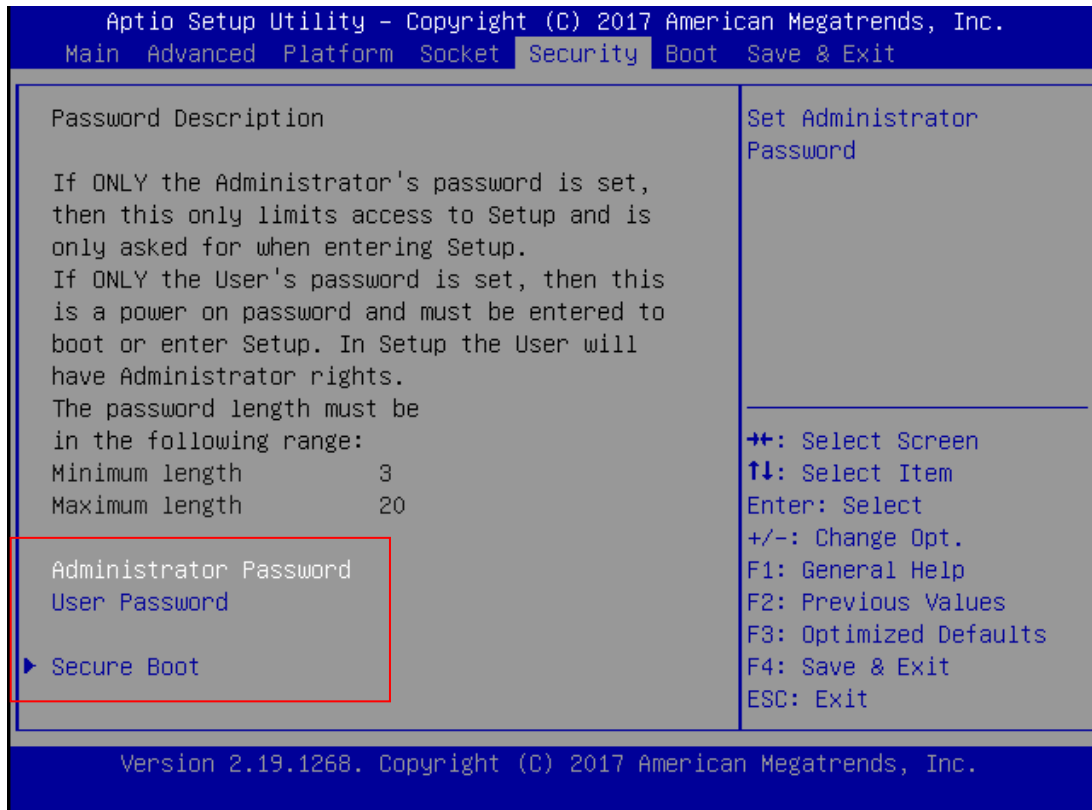 Aptio Setup Utility – Copyright (C) 2017 American Megatrends, Inc.
Main Advanced Platform Socket Security Boot Save & Exit
Password Description
If ONLY the Administrator's password is set,
then this only limits access to Setup and is
only asked for when entering Setup.
If ONLY the User's password is set, then this
is a power on password and must be entered to
boot or enter Setup. In Setup the User will
have Administrator rights.
The password length must be
in the following range:
Minimum length 3
Maximum length 20
Administrator Password
User Password
Secure Boot
Set Administrator
Password
→←: Select Screen
↑↓: Select Item
Enter: Select
+/-: Change Opt.
F1: General Help
F2: Previous Values
F3: Optimized Defaults
F4: Save & Exit
ESC: Exit
Version 2.19.1268. Copyright (C) 2017 American Megatrends, Inc.